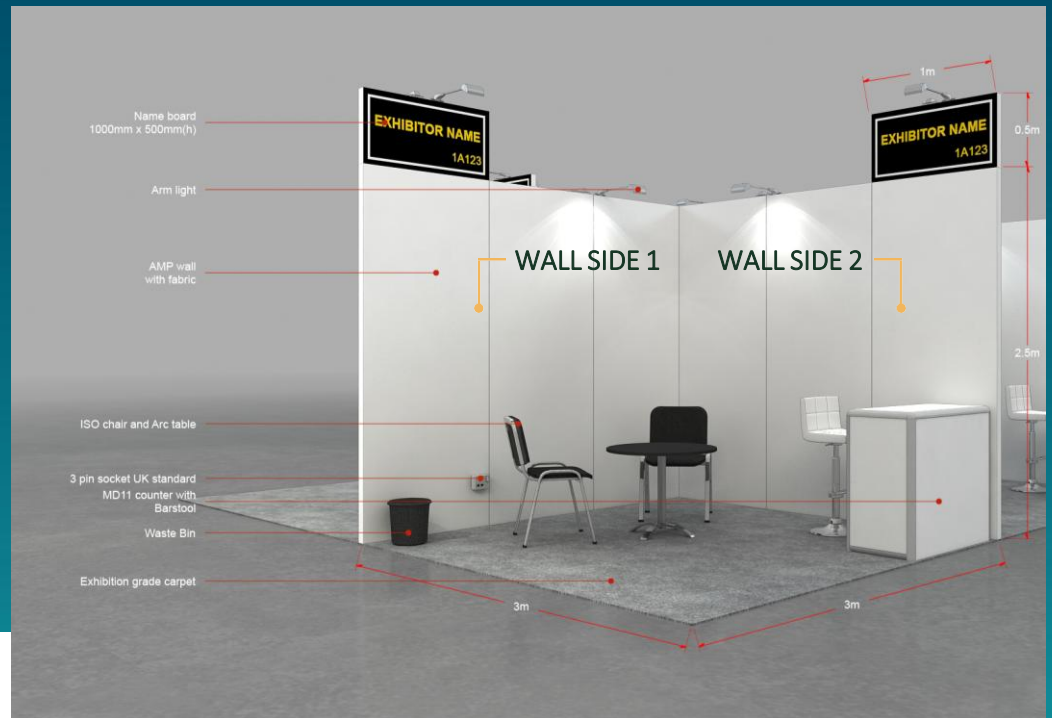 Name board
1000mm x 500mm(h)
EXHIBITOR NAME
1A123
1m
EXHIBITOR NAME
1A123
0.5m
Arm light
WALL SIDE 1
WALL SIDE 2
AMP wall
with fabric
2.5m
ISO chair and Arc table
3 pin socket UK standard
MD11 counter with
Barstool
Waste Bin
Exhibition grade carpet
3m
3m